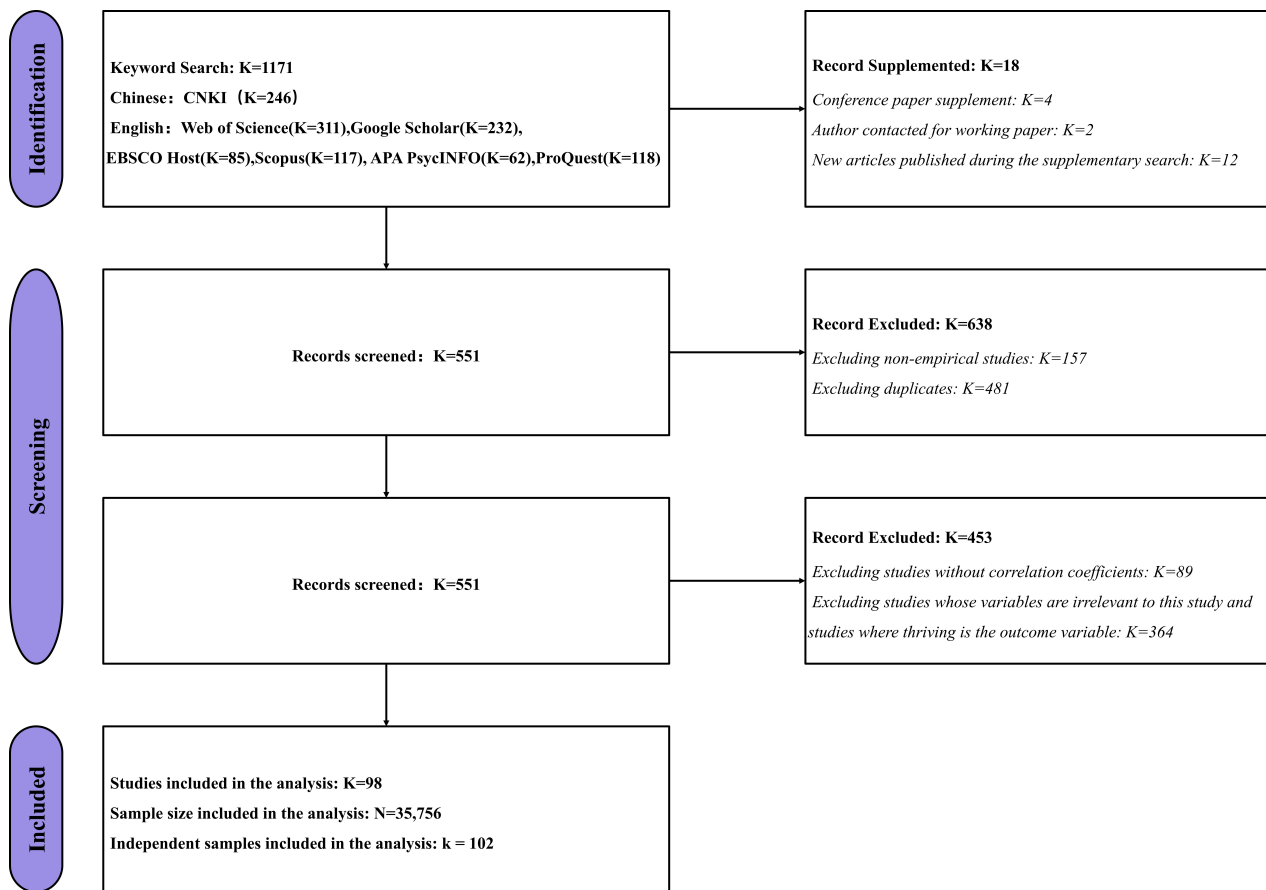 Identification
Keyword Search: K=1171
Chinese：CNKI（K=246）
English：Web of Science(K=311),Google Scholar(K=232),
EBSCO Host(K=85),Scopus(K=117), APA PsycINFO(K=62),ProQuest(K=118)
Record Supplemented: K=18
Conference paper supplement: K=4
Author contacted for working paper: K=2
New articles published during the supplementary search: K=12
Screening
Records screened：K=551
Record Excluded: K=638
Excluding non-empirical studies: K=157
Excluding duplicates: K=481
Records screened：K=551
Record Excluded: K=453
Excluding studies without correlation coefficients: K=89
Excluding studies whose variables are irrelevant to this study and
studies where thriving is the outcome variable: K=364
Included
Studies included in the analysis: K=98
Sample size included in the analysis: N=35,756
Independent samples included in the analysis: k = 102